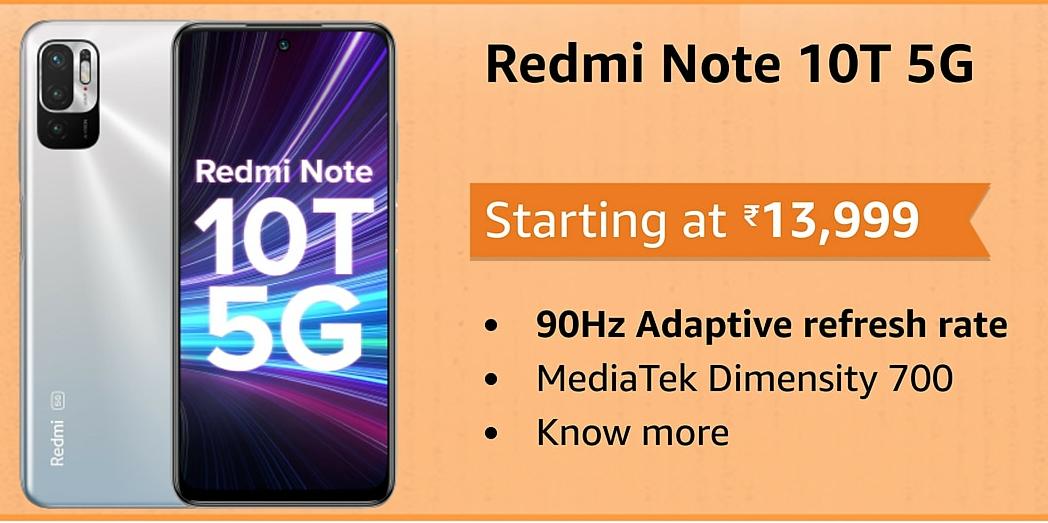 Redmi Note 10T 5G
Redmi Note
10T
5G
Redmi 5G
Starting at ₹13,999
• 90Hz Adaptive refresh rate
• MediaTek Dimensity 700
• Know more